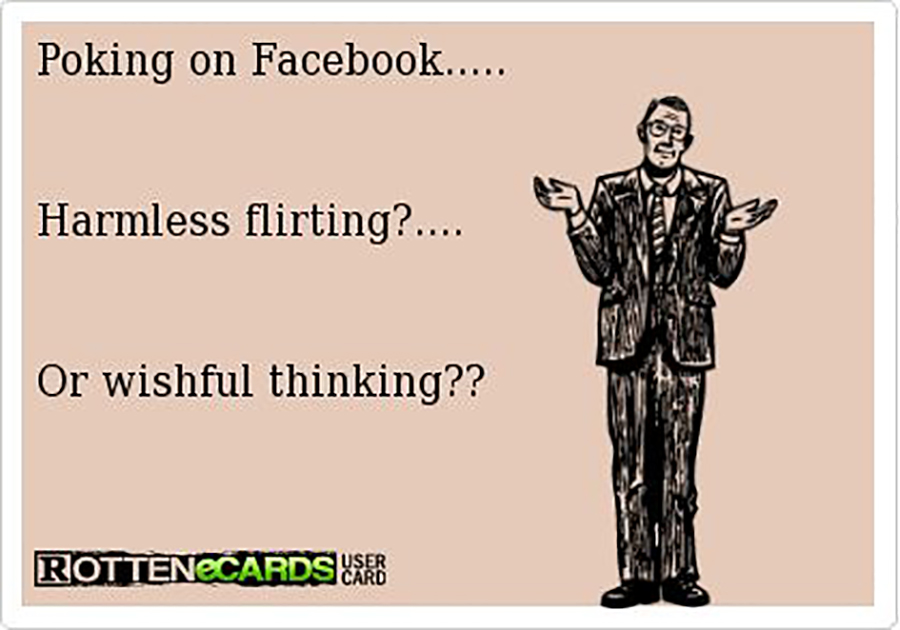 Poking on Facebook.....
Harmless flirting?....
Or wishful thinking??
ROTTENeCARDS USER CARD